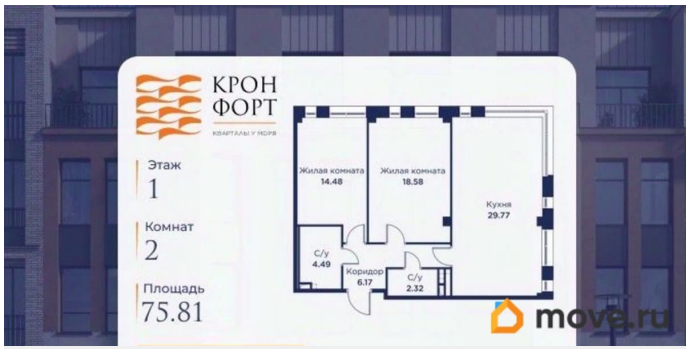 КРОН
ФОРТ
КВАРТАЛЫ У МОРЯ
Этаж
1
Комнат
2
Площадь
75.81
Жилая комната
14.48
Жилая комната
18.58
Кухня
29.77
С/у
4.49
Коридор
6.17
С/у
2.32
move.ru